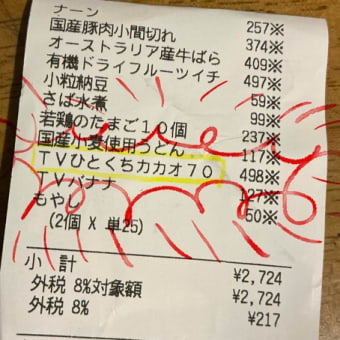 ナーン 257※
国産豚肉小間切れ 374※
オーストラリア産牛ばら 409※
有機ドライフルーツイチ 497※
小粒納豆 59※
さば水煮 99※
若鶏のたまご10個 237※
国産小麦使用うどん 117※
TVひとくちカカオ70 498※
TVバナナ 127※
もやし 50※
(2個 X 単25)
小計 ¥2,724
外税 8%対象額 ¥2,724
外税 8% ¥217